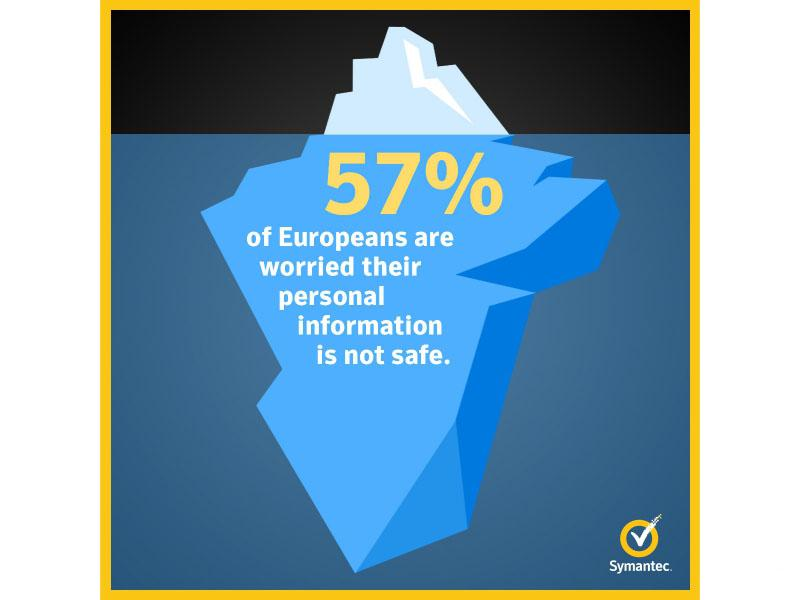 57%
of Europeans are
worried their
personal
information
is not safe.
Symantec.